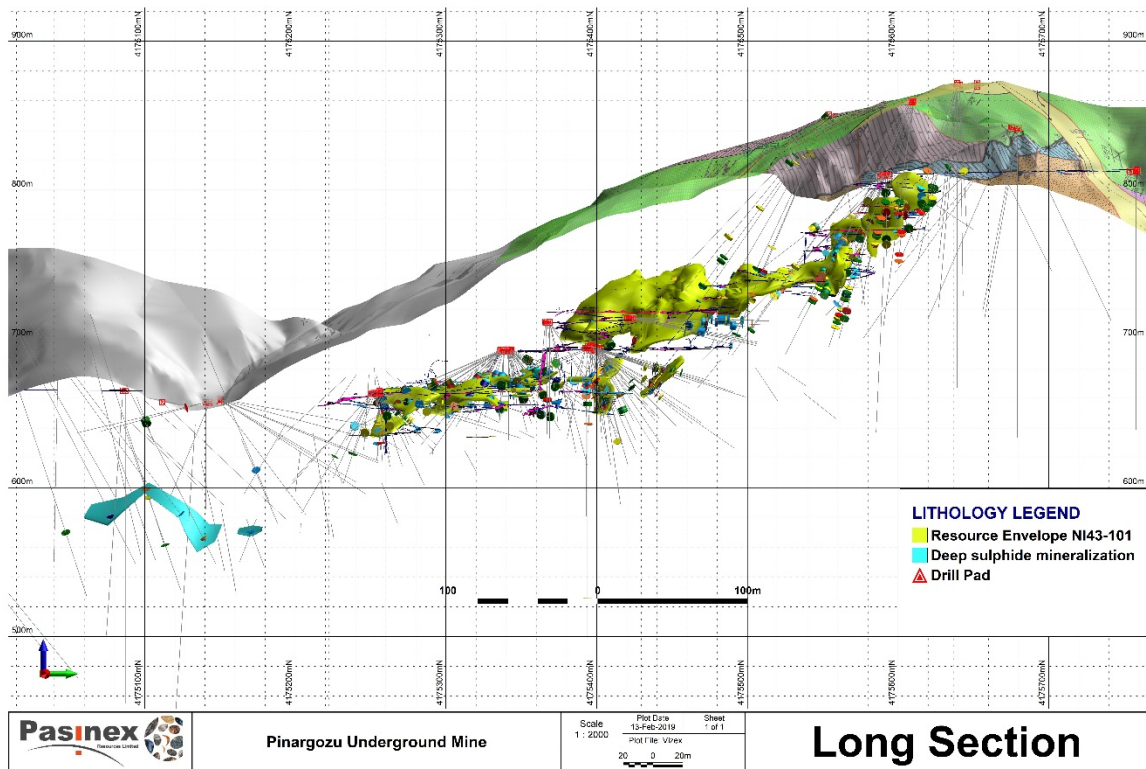 4175100mN
4175200mN
4175300mN
4175400mN
4175500mN
4175600mN
4175700mN
900m
900m
800m
800m
700m
700m
600m
600m
500m
LITHOLOGY LEGEND
Resource Envelope NI43-101
Deep sulphide mineralization
Drill Pad
100 0 100m
4175100mN
4175200mN
4175300mN
4175400mN
4175500mN
4175600mN
4175700mN
Pasinex
Resources Limited
Pinargozu Underground Mine
Scale
1 : 2000
Plot Date
13-Feb-2019
Sheet
1 of 1
Plot File: Vizex
20 0 20m
Long Section